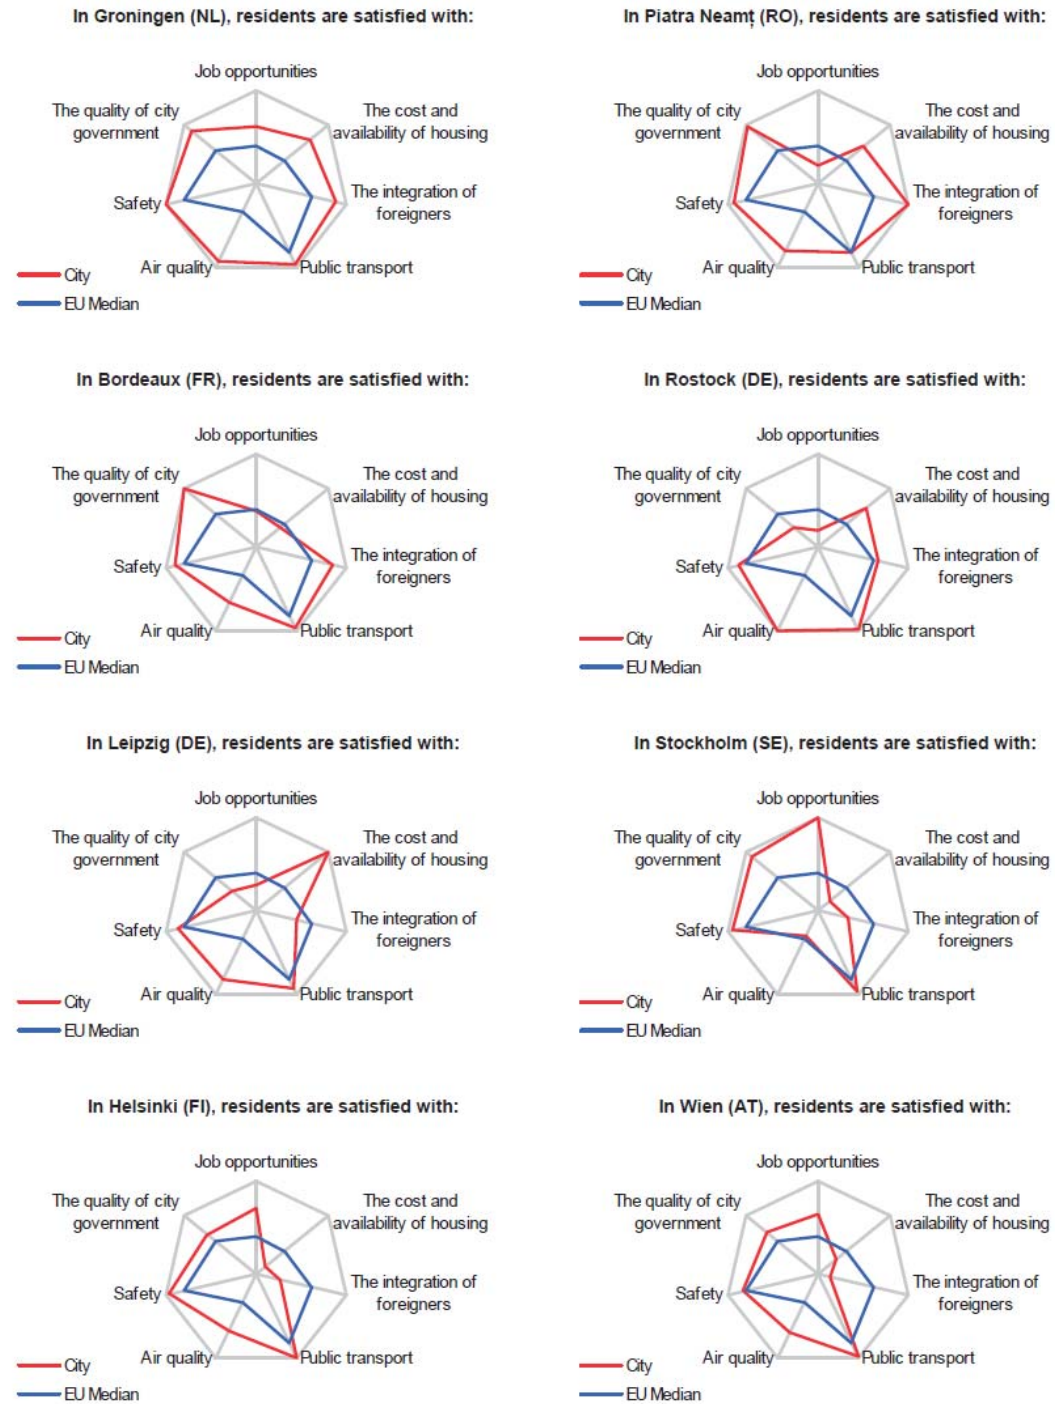 In Groningen (NL), residents are satisfied with:
Job opportunities
The quality of city
government
The cost and
availability of housing
Safety
The integration of
foreigners
Air quality
Public transport
City
EU Median
In Piatra Neamț (RO), residents are satisfied with:
Job opportunities
The quality of city
government
The cost and
availability of housing
Safety
The integration of
foreigners
Air quality
Public transport
City
EU Median
In Bordeaux (FR), residents are satisfied with:
Job opportunities
The quality of city
government
The cost and
availability of housing
Safety
The integration of
foreigners
Air quality
Public transport
City
EU Median
In Rostock (DE), residents are satisfied with:
Job opportunities
The quality of city
government
The cost and
availability of housing
Safety
The integration of
foreigners
Air quality
Public transport
City
EU Median
In Leipzig (DE), residents are satisfied with:
Job opportunities
The quality of city
government
The cost and
availability of housing
Safety
The integration of
foreigners
Air quality
Public transport
City
EU Median
In Stockholm (SE), residents are satisfied with:
Job opportunities
The quality of city
government
The cost and
availability of housing
Safety
The integration of
foreigners
Air quality
Public transport
City
EU Median
In Helsinki (FI), residents are satisfied with:
Job opportunities
The quality of city
government
The cost and
availability of housing
Safety
The integration of
foreigners
Air quality
Public transport
City
EU Median
In Wien (AT), residents are satisfied with:
Job opportunities
The quality of city
government
The cost and
availability of housing
Safety
The integration of
foreigners
Air quality
Public transport
City
EU Median